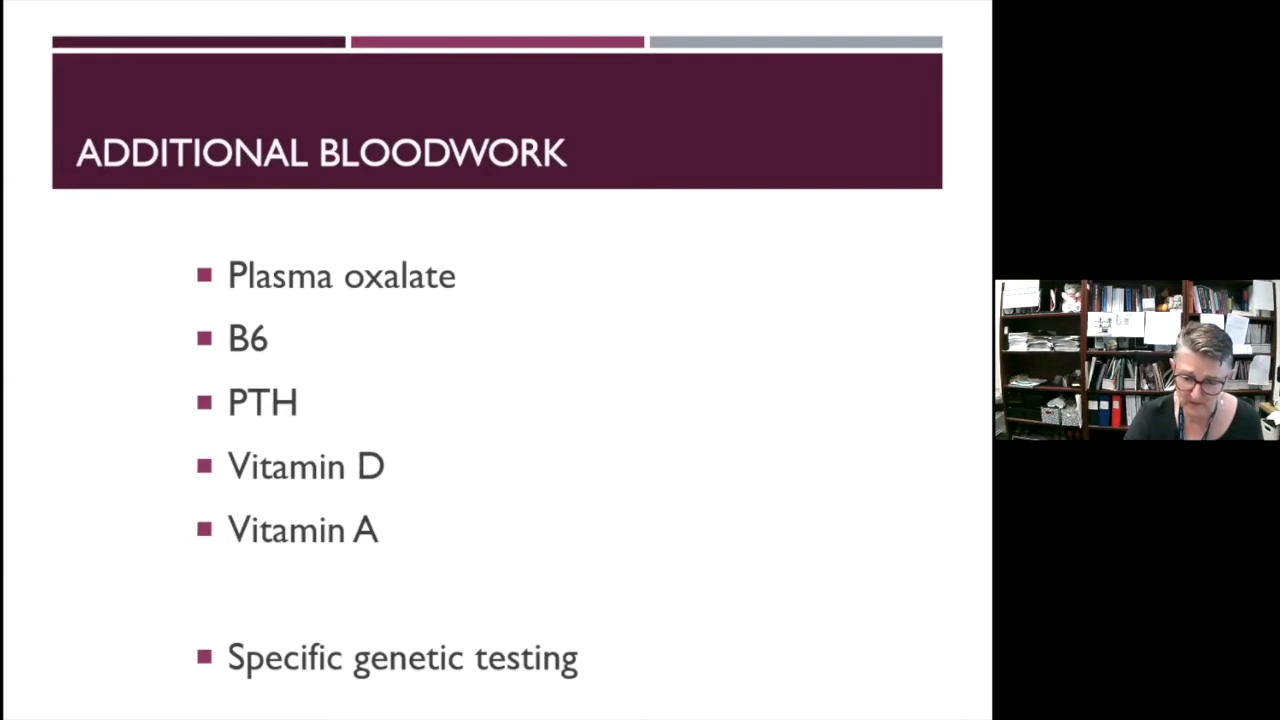 ADDITIONAL BLOODWORK
Plasma oxalate
B6
PTH
Vitamin D
Vitamin A
Specific genetic testing